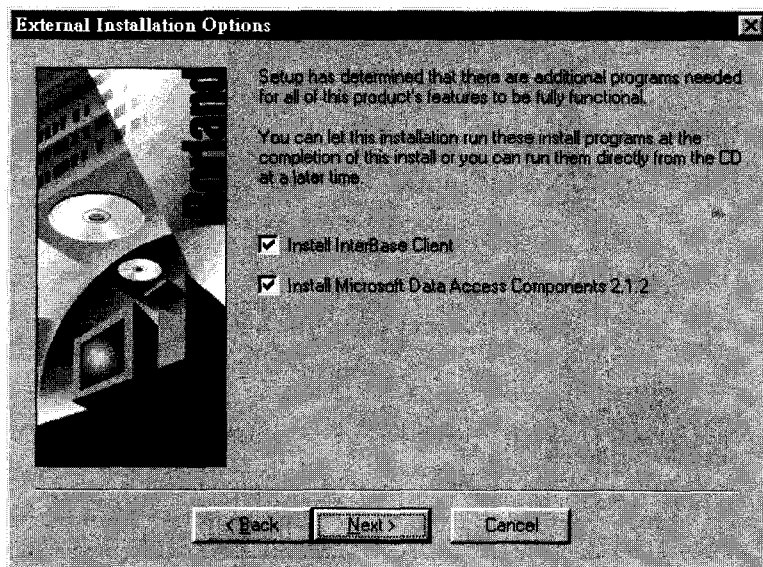 External Installation Options
Setup has determined that there are additional programs needed
for all of this product's features to be fully functional.
You can let this installation run these install programs at the
completion of this install or you can run them directly from the CD
at a later time.
Install InterBase Client
Install Microsoft Data Access Components 2.1.2
< Back
Next >
Cancel